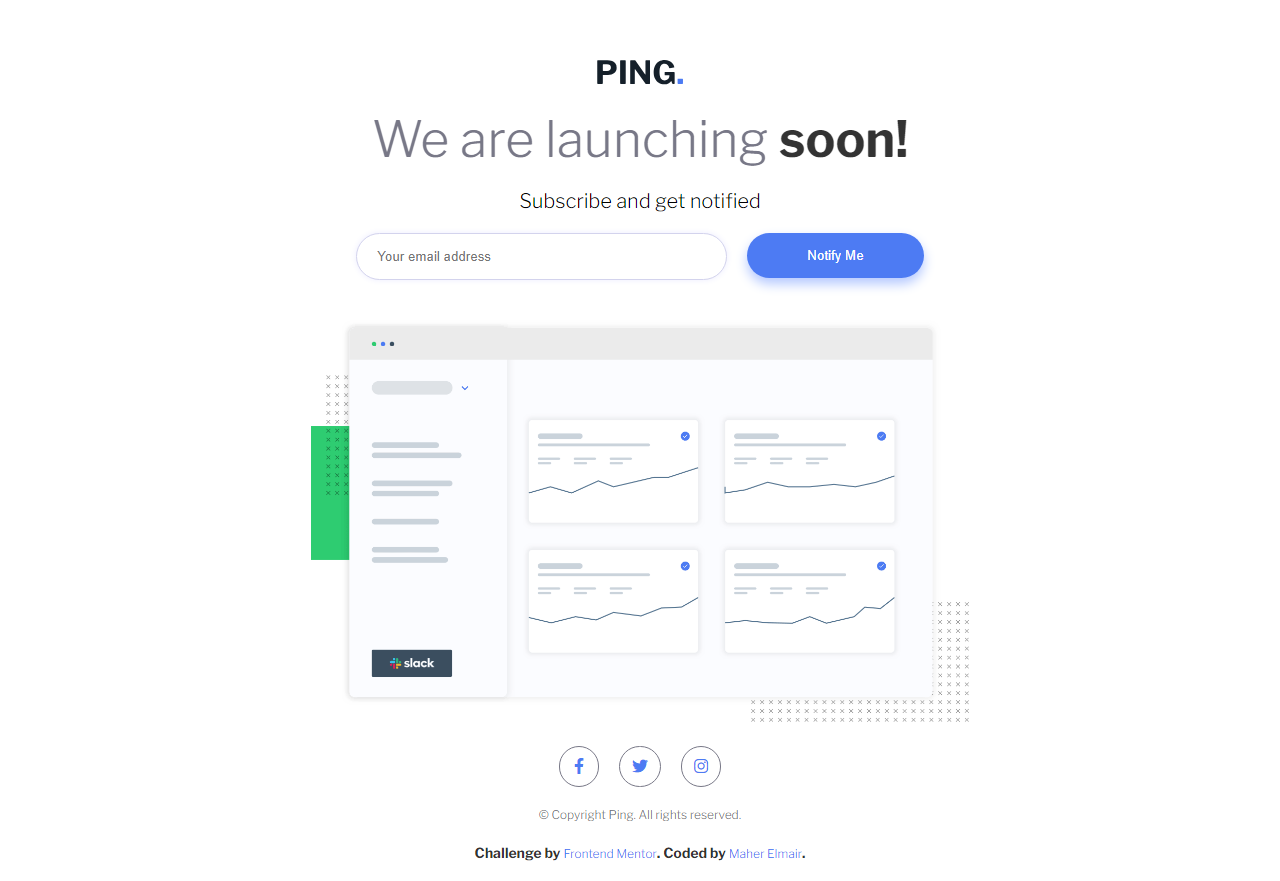 PING.
We are launching soon!
Subscribe and get notified
Your email address
Notify Me
slack
© Copyright Ping. All rights reserved.
Challenge by Frontend Mentor. Coded by Maher Elmair.